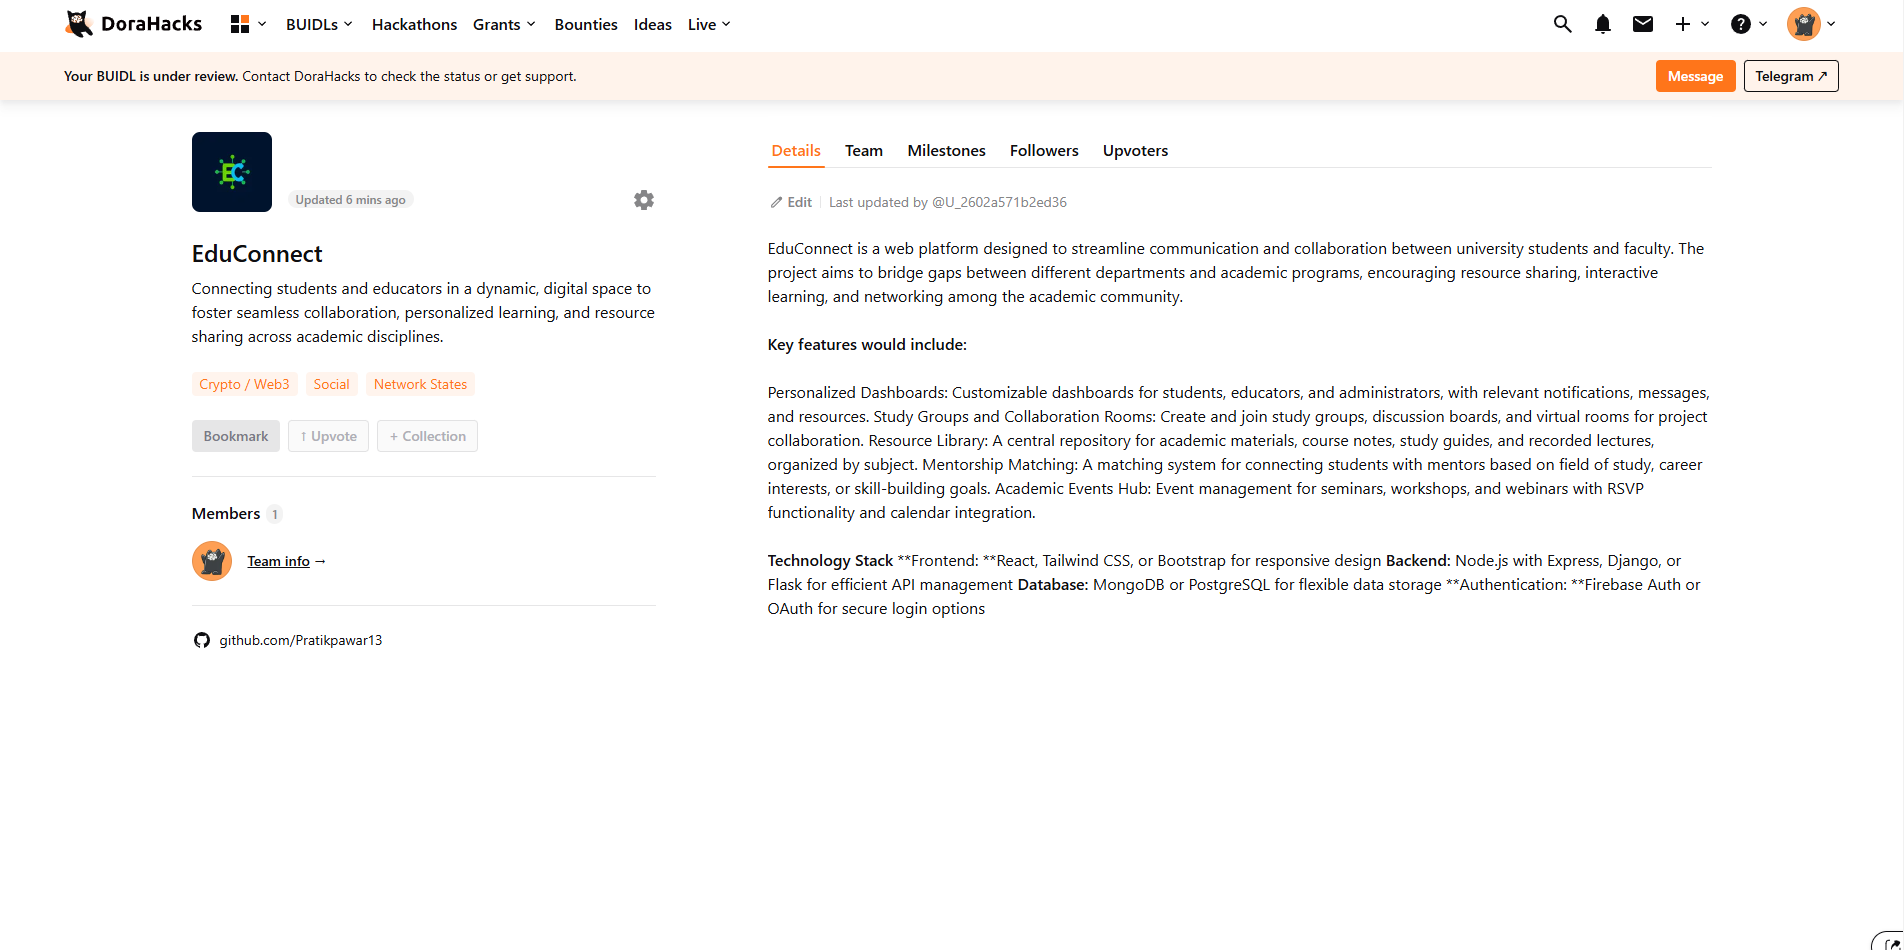 DoraHacks
BUIDLs
Hackathons
Grants
Bounties
Ideas
Live
Your BUIDL is under review. Contact DoraHacks to check the status or get support.
Message
Telegram ↗
EC
Updated 6 mins ago
EduConnect
Connecting students and educators in a dynamic, digital space to
foster seamless collaboration, personalized learning, and resource
sharing across academic disciplines.
Crypto / Web3
Social
Network States
Bookmark
↑ Upvote
+ Collection
Members 1
Team info →
github.com/Pratikpawar13
Details
Team
Milestones
Followers
Upvoters
Edit
Last updated by @U_2602a571b2ed36
EduConnect is a web platform designed to streamline communication and collaboration between university students and faculty. The
project aims to bridge gaps between different departments and academic programs, encouraging resource sharing, interactive
learning, and networking among the academic community.
Key features would include:
Personalized Dashboards: Customizable dashboards for students, educators, and administrators, with relevant notifications, messages,
and resources. Study Groups and Collaboration Rooms: Create and join study groups, discussion boards, and virtual rooms for project
collaboration. Resource Library: A central repository for academic materials, course notes, study guides, and recorded lectures,
organized by subject. Mentorship Matching: A matching system for connecting students with mentors based on field of study, career
interests, or skill-building goals. Academic Events Hub: Event management for seminars, workshops, and webinars with RSVP
functionality and calendar integration.
Technology Stack **Frontend: **React, Tailwind CSS, or Bootstrap for responsive design Backend: Node.js with Express, Django, or
Flask for efficient API management Database: MongoDB or PostgreSQL for flexible data storage **Authentication: **Firebase Auth or
OAuth for secure login options